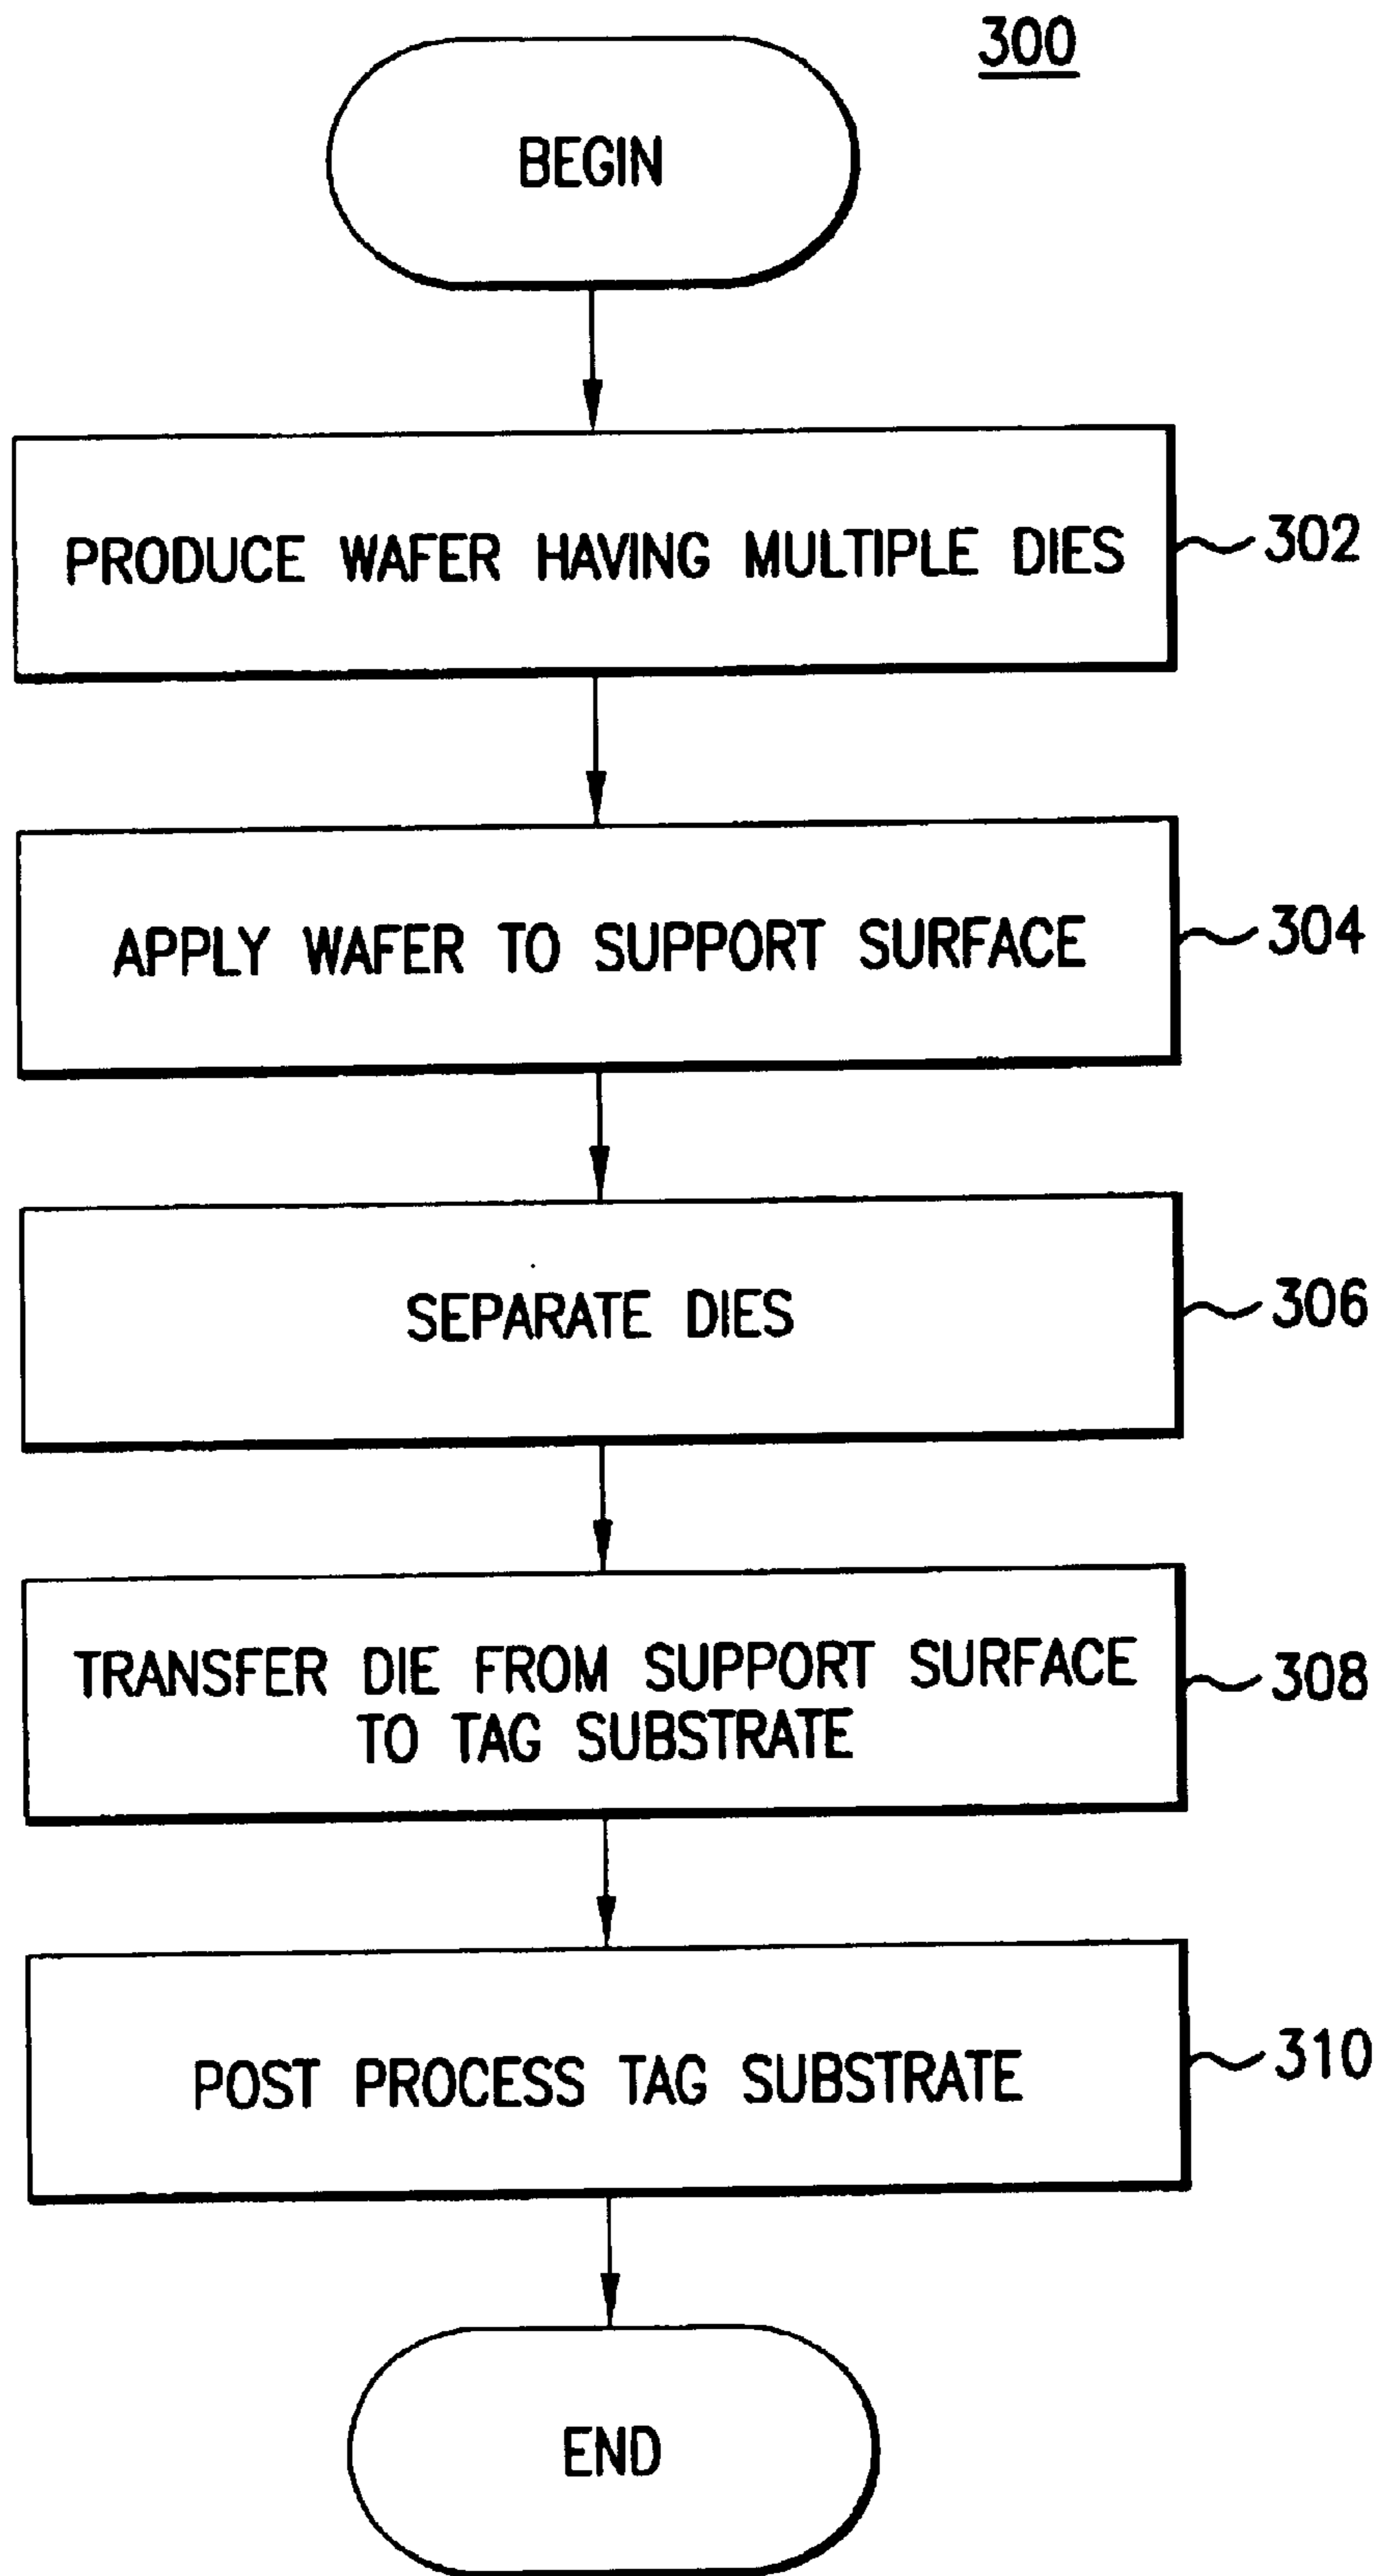 300
BEGIN
PRODUCE WAFER HAVING MULTIPLE DIES
302
APPLY WAFER TO SUPPORT SURFACE
304
SEPARATE DIES
306
TRANSFER DIE FROM SUPPORT SURFACE
TO TAG SUBSTRATE
308
POST PROCESS TAG SUBSTRATE
310
END